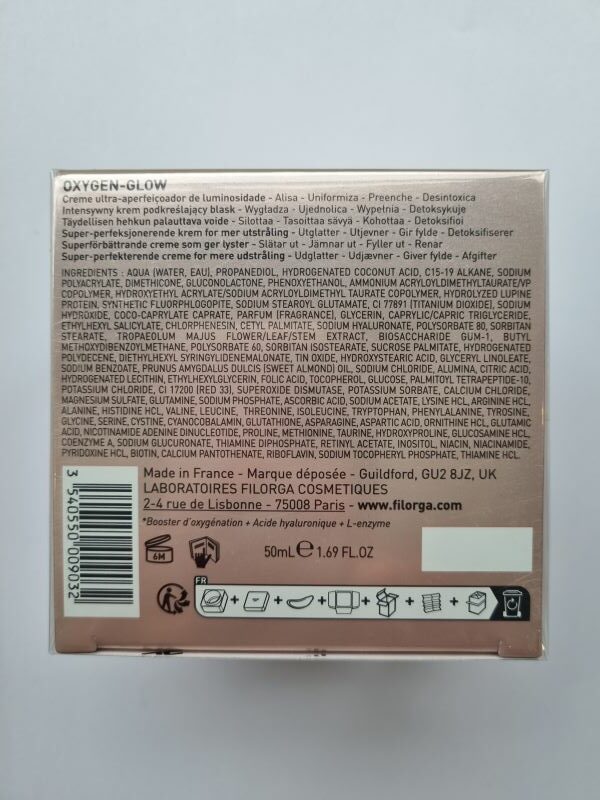 OXYGEN-GLOW
Creme ultra-aperfeiçoador de luminosidade - Alisa - Uniformiza - Preenche - Desintoxica
Intensywny krem podkreślający blask - Wygładza - Ujednolica - Wypełnia - Detoksykuje
Täydellisen hehkun palauttava voide - Silottaa - Tasoittaa sävyä - Kohottaa - Detoksifioi
Super-perfeksjonerende krem for mer utstråling - Utglatter - Utjevner - Gir fylde - Detoksifiserer
Superförbättrande creme som ger lyster - Slätar ut - Jämnar ut - Fyller ut - Renar
Super-perfekterende creme for mere udstråling - Udglatter - Udjævner - Giver fylde - Afgifter
INGREDIENTS : AQUA (WATER, EAU), PROPANEDIOL, HYDROGENATED COCONUT ACID, C15-19 ALKANE, SODIUM
POLYACRYLATE, DIMETHICONE, GLUCONOLACTONE, PHENOXYETHANOL, AMMONIUM ACRYLOYLDIMETHYLTAURATE/VP
COPOLYMER, HYDROXYETHYL ACRYLATE/SODIUM ACRYLOYLDIMETHYL TAURATE COPOLYMER, HYDROLYZED LUPINE
PROTEIN, SYNTHETIC FLUORPHLOGOPITE, SODIUM STEAROYL GLUTAMATE, CI 77891 (TITANIUM DIOXIDE), SODIUM
HYDROXIDE, COCO-CAPRYLATE CAPRATE, PARFUM (FRAGRANCE), GLYCERIN, CAPRYLIC/CAPRIC TRIGLYCERIDE,
ETHYLHEXYL SALICYLATE, CHLORPHENESIN, CETYL PALMITATE, SODIUM HYALURONATE, POLYSORBATE 80, SORBITAN
STEARATE, TROPAEOLUM MAJUS FLOWER/LEAF/STEM EXTRACT, BIOSACCHARIDE GUM-1, BUTYL
METHOXYDIBENZOYLMETHANE, POLYSORBATE 60, SORBITAN ISOSTEARATE, SUCROSE PALMITATE, HYDROGENATED
POLYDECENE, DIETHYLHEXYL SYRINGYLIDENEMALONATE, TIN OXIDE, HYDROXYSTEARIC ACID, GLYCERYL LINOLEATE,
SODIUM BENZOATE, PRUNUS AMYGDALUS DULCIS (SWEET ALMOND) OIL, SODIUM CHLORIDE, ALUMINA, CITRIC ACID,
HYDROGENATED LECITHIN, ETHYLHEXYLGLYCERIN, FOLIC ACID, TOCOPHEROL, GLUCOSE, PALMITOYL TETRAPEPTIDE-10,
POTASSIUM CHLORIDE, CI 17200 (RED 33), SUPEROXIDE DISMUTASE, POTASSIUM SORBATE, CALCIUM CHLORIDE,
MAGNESIUM SULFATE, GLUTAMINE, SODIUM PHOSPHATE, ASCORBIC ACID, SODIUM ACETATE, LYSINE HCL, ARGININE HCL,
ALANINE, HISTIDINE HCL, VALINE, LEUCINE, THREONINE, ISOLEUCINE, TRYPTOPHAN, PHENYLALANINE, TYROSINE,
GLYCINE, SERINE, CYSTINE, CYANOCOBALAMIN, GLUTATHIONE, ASPARAGINE, ASPARTIC ACID, ORNITHINE HCL, GLUTAMIC
ACID, NICOTINAMIDE ADENINE DINUCLEOTIDE, PROLINE, METHIONINE, TAURINE, HYDROXYPROLINE, GLUCOSAMINE HCL,
COENZYME A, SODIUM GLUCURONATE, THIAMINE DIPHOSPHATE, RETINYL ACETATE, INOSITOL, NIACIN, NIACINAMIDE,
PYRIDOXINE HCL, BIOTIN, CALCIUM PANTOTHENATE, RIBOFLAVIN, SODIUM TOCOPHERYL PHOSPHATE, THIAMINE HCL.
Made in France - Marque déposée - Guildford, GU2 8JZ, UK
LABORATOIRES FILORGA COSMETIQUES
2-4 rue de Lisbonne - 75008 Paris - www.filorga.com
*Booster d'oxygénation + Acide hyaluronique + L-enzyme
3 540550 009032
6M
50mL e 1.69 FL.OZ
FR
+ + + + + +